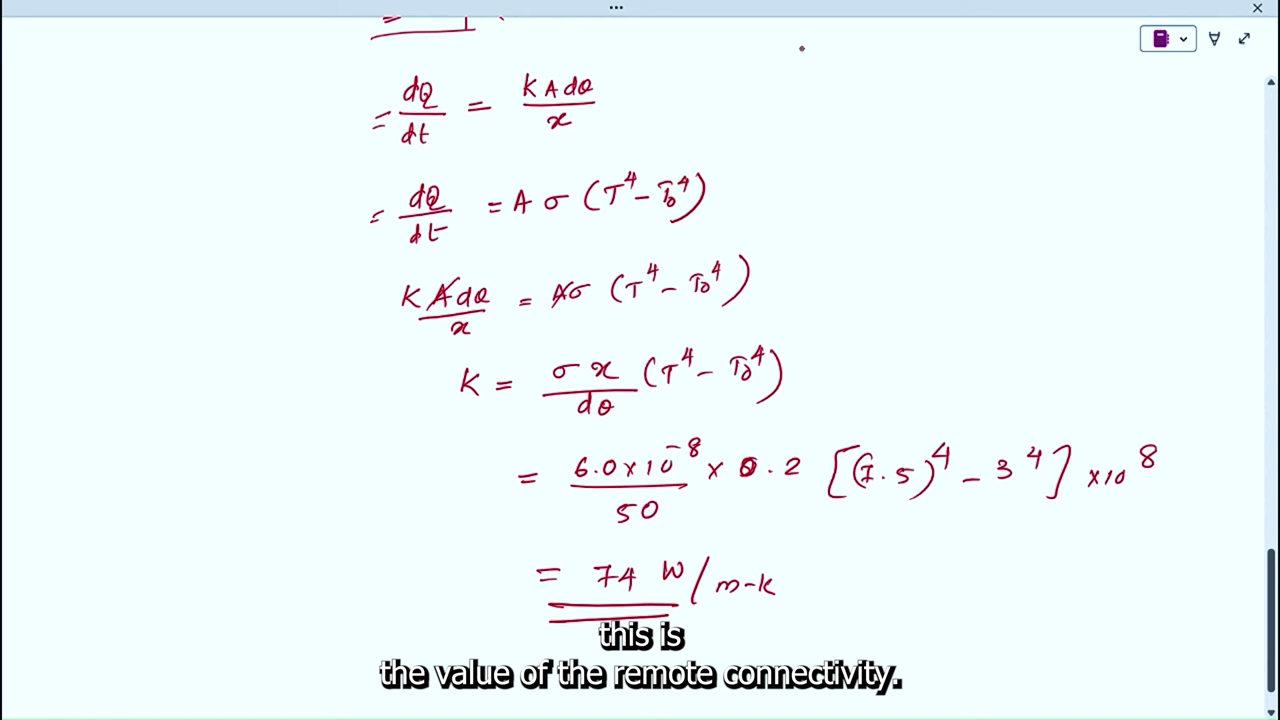 = dQ/dt = KAdθ/x
= dQ/dt = Aσ (T⁴ - T₀⁴)
KAdθ/x = Aσ (T⁴ - T₀⁴)
K = σx/dθ (T⁴ - T₀⁴)
= 6.0×10⁻⁸/50 × 0.2 [(7.5)⁴ - 3⁴] ×10⁸
= 74 W/m-K
this is
the value of the remote connectivity.